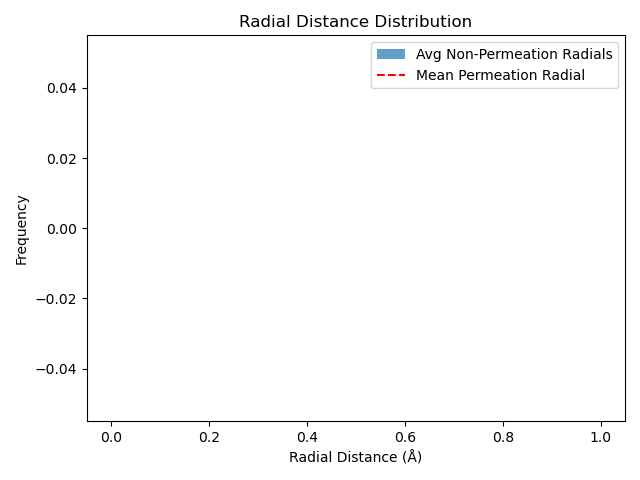 Radial Distance Distribution
Avg Non-Permeation Radials
Mean Permeation Radial
0.04
0.02
0.00
−0.02
−0.04
Frequency
0.0 0.2 0.4 0.6 0.8 1.0
Radial Distance (Å)